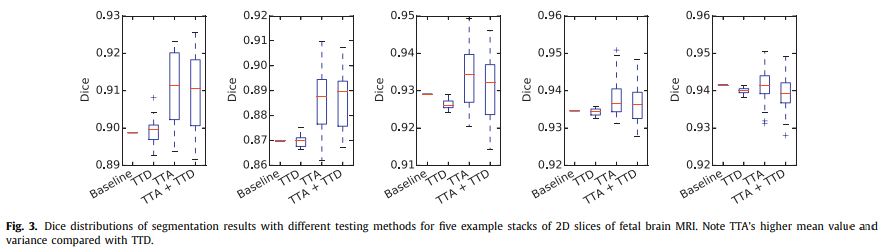 0.93
0.92
0.91
0.90
0.89
Dice
Baseline
TTD
TTA
TTA + TTD
0.92
0.91
0.90
0.89
0.88
0.87
0.86
Dice
Baseline
TTD
TTA
TTA + TTD
0.95
0.94
0.93
0.92
0.91
Dice
Baseline
TTD
TTA
TTA + TTD
0.96
0.95
0.94
0.93
0.92
Dice
Baseline
TTD
TTA
TTA + TTD
0.96
0.95
0.94
0.93
0.92
Dice
Baseline
TTD
TTA
TTA + TTD
Fig. 3. Dice distributions of segmentation results with different testing methods for five example stacks of 2D slices of fetal brain MRI. Note TTA's higher mean value and
variance compared with TTD.